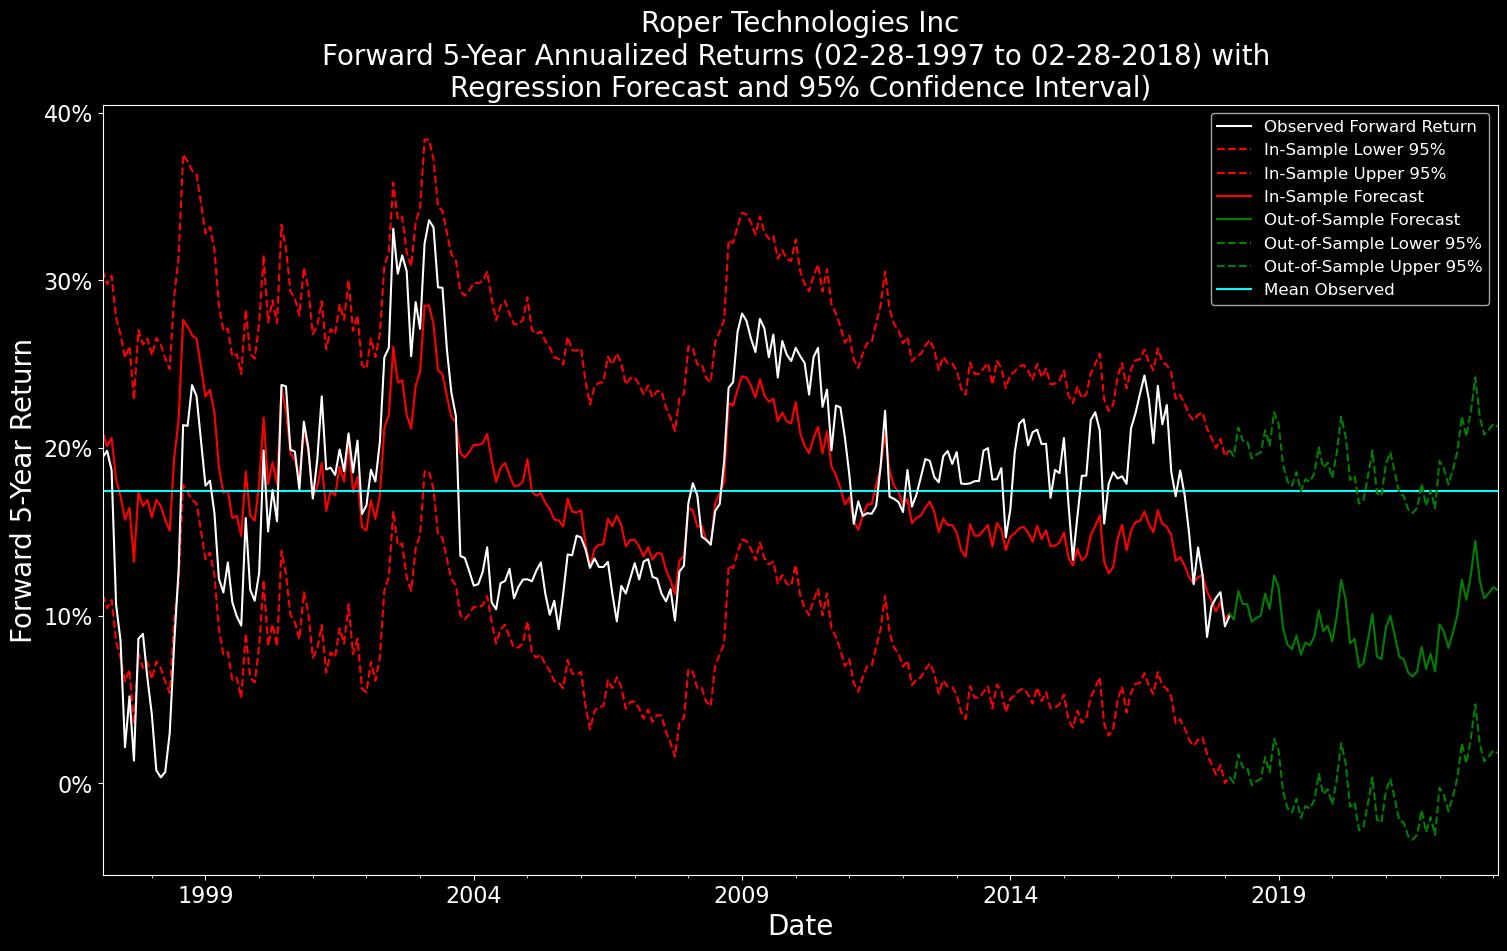 Roper Technologies Inc
Forward 5-Year Annualized Returns (02-28-1997 to 02-28-2018) with
Regression Forecast and 95% Confidence Interval)
Forward 5-Year Return
40%
30%
20%
10%
0%
Observed Forward Return
In-Sample Lower 95%
In-Sample Upper 95%
In-Sample Forecast
Out-of-Sample Forecast
Out-of-Sample Lower 95%
Out-of-Sample Upper 95%
Mean Observed
1999
2004
2009
2014
2019
Date